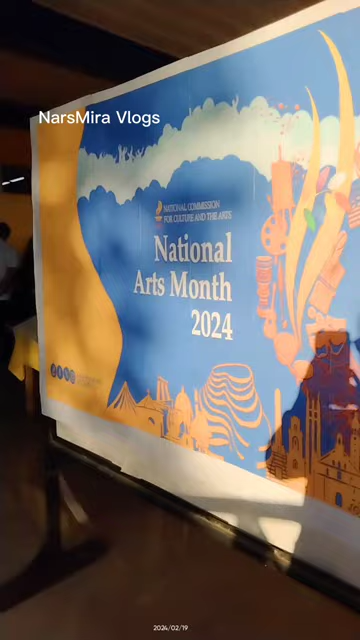 NarsMira Vlogs
NATIONAL COMMISSION
FOR CULTURE AND THE ARTS
National
Arts Month
2024
2024/02/19